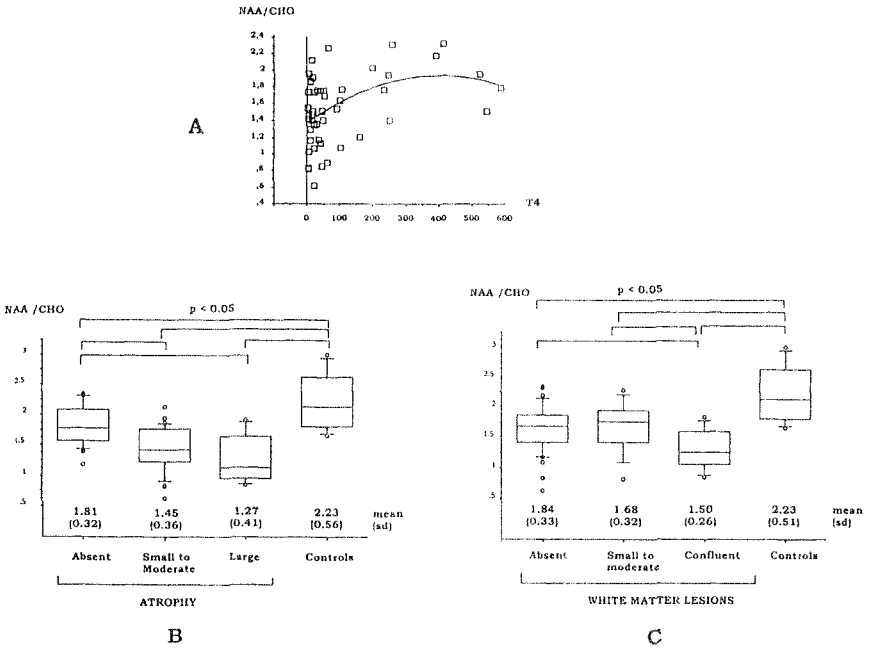 NAA/CHO
2,4
2,2
2
1,8
1,6
1,4
1,2
1
,8
,6
,4
0 100 200 300 400 500 600
T4
A
NAA /CHO
p < 0.05
3
2.5
2
1.5
1
.5
1.81 1.45 1.27 2.23 mean
(0.32) (0.36) (0.41) (0.56) (sd)
Absent Small to Large Controls
Moderate
ATROPHY
B
NAA /CHO
p < 0.05
3
2.5
2
1.5
1
.5
1.84 1.68 1.50 2.23 mean
(0.33) (0.32) (0.26) (0.51) (sd)
Absent Small to Confluent Controls
moderate
WHITE MATTER LESIONS
C